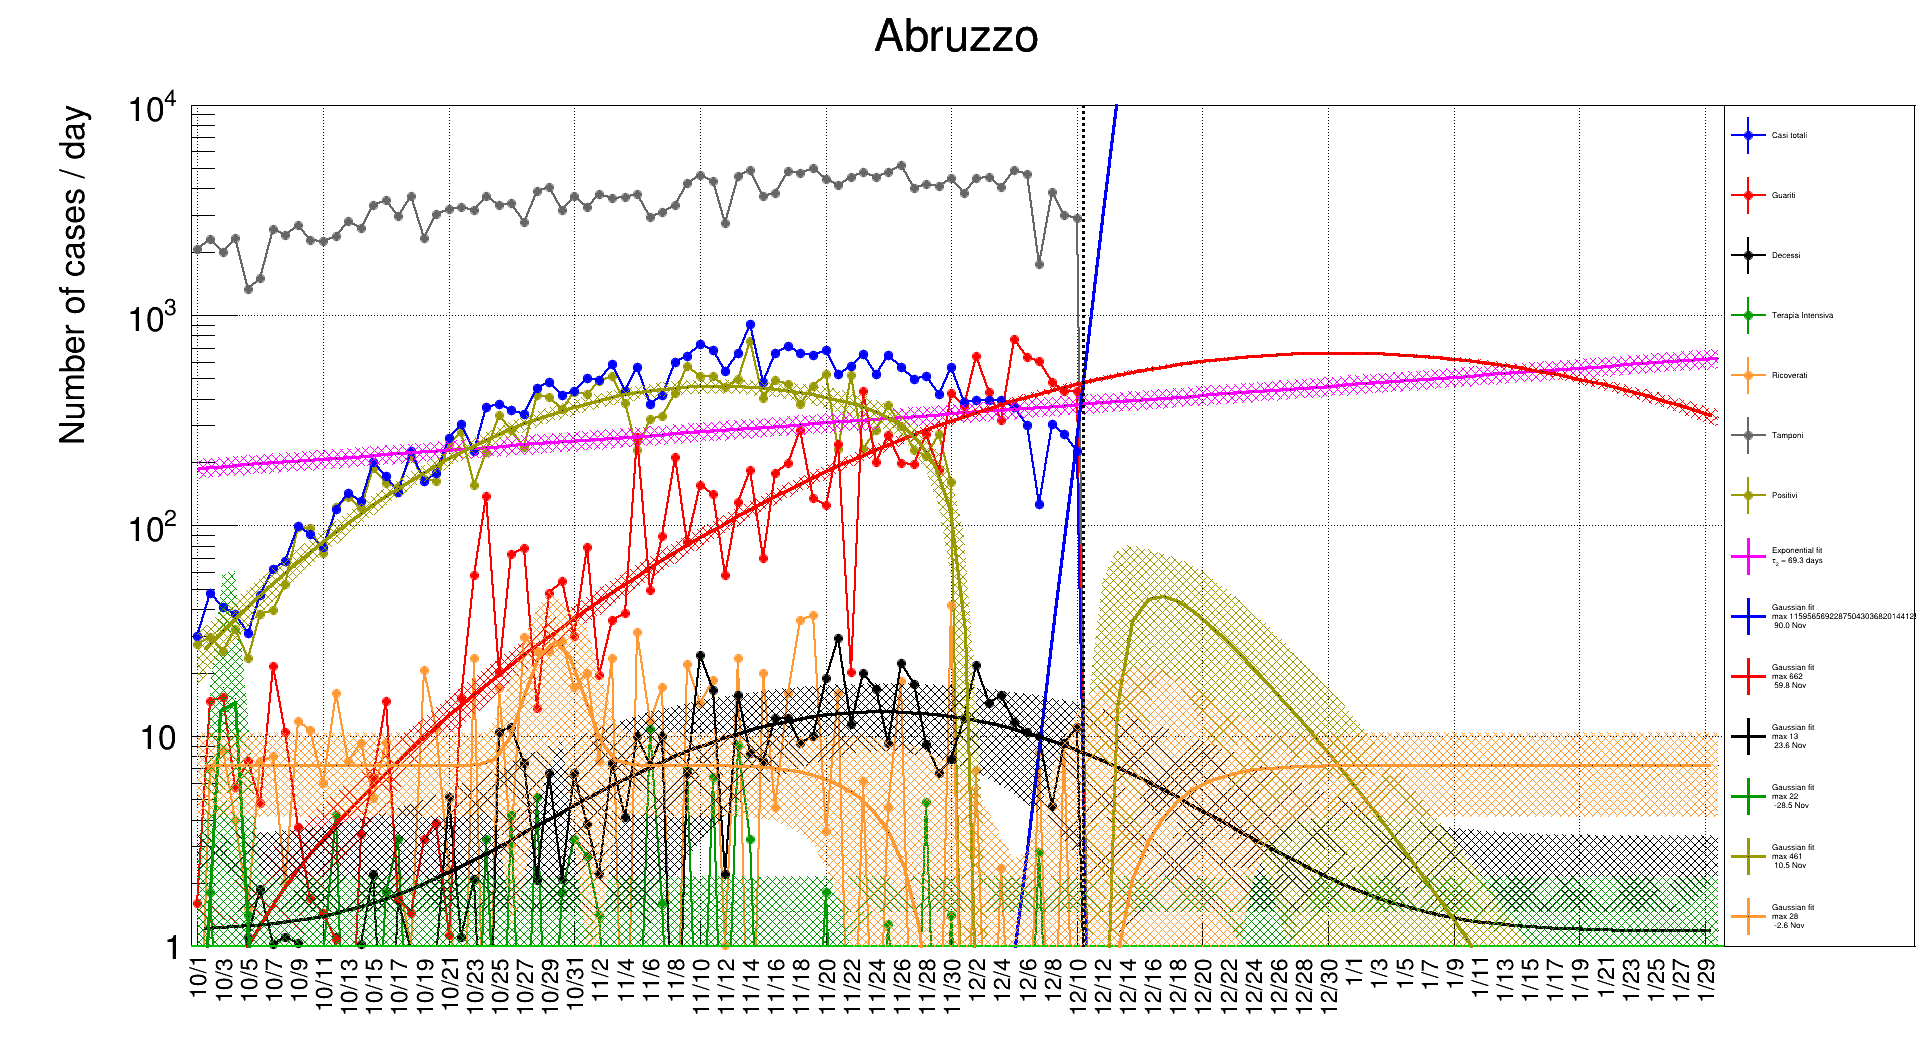 Abruzzo
Number of cases / day
10^4
10^3
10^2
10
1
10/1
10/3
10/5
10/7
10/9
10/11
10/13
10/15
10/17
10/19
10/21
10/23
10/25
10/27
10/29
10/31
11/2
11/4
11/6
11/8
11/10
11/12
11/14
11/16
11/18
11/20
11/22
11/24
11/26
11/28
11/30
12/2
12/4
12/6
12/8
12/10
12/12
12/14
12/16
12/18
12/20
12/22
12/24
12/26
12/28
12/30
1/1
1/3
1/5
1/7
1/9
1/11
1/13
1/15
1/17
1/19
1/21
1/23
1/25
1/27
1/29
Casi totali
Guariti
Decessi
Terapia Intensiva
Ricoverati
Tamponi
Positivi
Exponential fit
τ₂ = 69.3 days
Gaussian fit
max
90.0 Nov
Gaussian fit
max 662
59.8 Nov
Gaussian fit
max 13
23.6 Nov
Gaussian fit
max 22
-28.5 Nov
Gaussian fit
max 461
10.5 Nov
Gaussian fit
max 28
-2.6 Nov